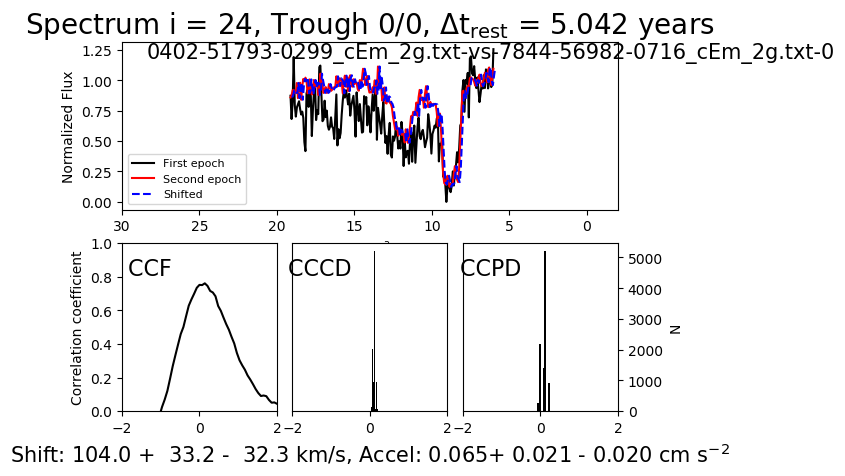 Spectrum i = 24, Trough 0/0, Δt_rest = 5.042 years
0402-51793-0299_cEm_2g.txt-vs-7844-56982-0716_cEm_2g.txt-0
Normalized Flux
1.25
1.00
0.75
0.50
0.25
0.00
First epoch
Second epoch
Shifted
30 25 20 15 10 5 0
Correlation coefficient
1.0
0.8
0.6
0.4
0.2
0.0
CCF
CCCD
CCPD
5000
4000
3000
2000
1000
0
N
−2 0 2
−2 0 2
−2 0 2
Shift: 104.0 + 33.2 - 32.3 km/s, Accel: 0.065+ 0.021 - 0.020 cm s⁻²